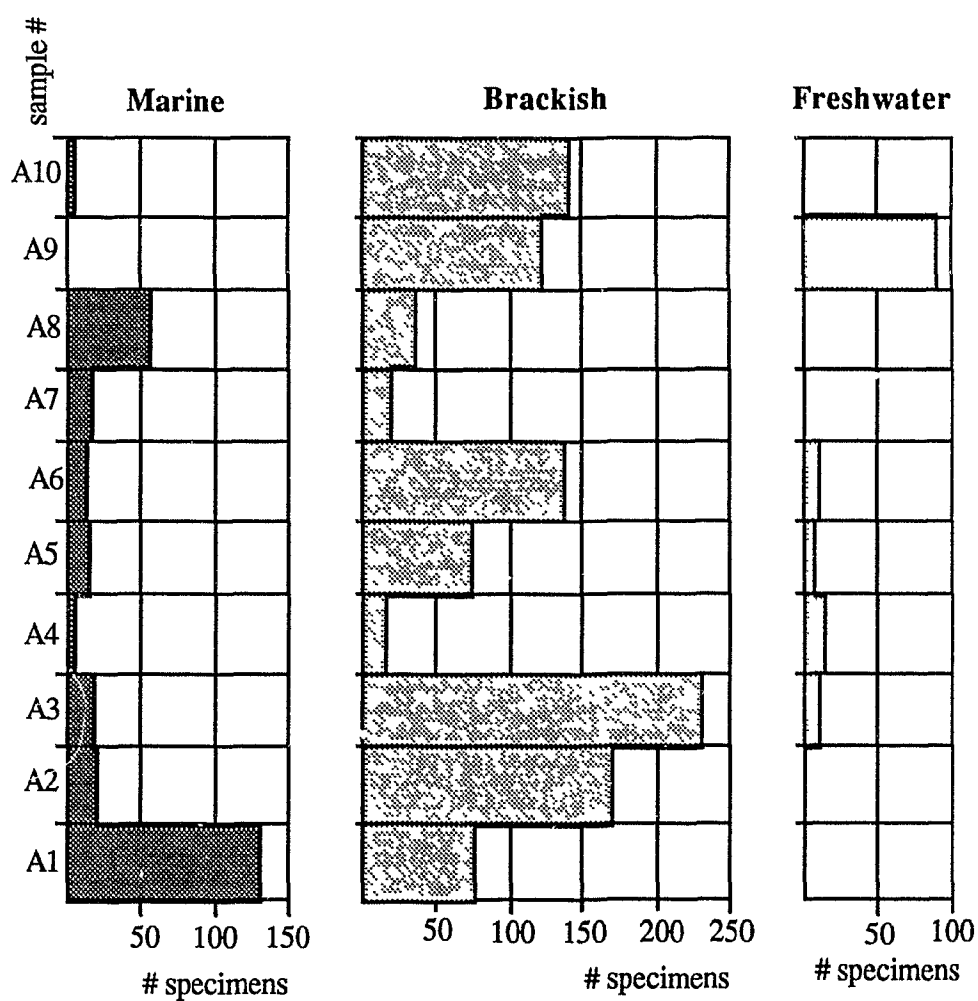 sample #
Marine
Brackish
Freshwater
A10
A9
A8
A7
A6
A5
A4
A3
A2
A1
50 100 150
50 100 150 200 250
50 100
# specimens
# specimens
# specimens